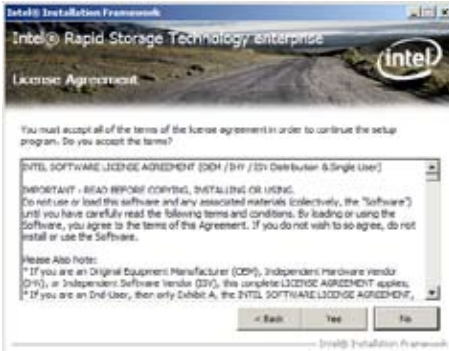 Intel® Installation Framework
Intel® Rapid Storage Technology enterprise
intel
License Agreement
You must accept all of the terms of the license agreement in order to continue the setup
program. Do you accept the terms?
INTEL SOFTWARE LICENSE AGREEMENT (OEM / IHV / ISV Distribution & Single User)
IMPORTANT - READ BEFORE COPYING, INSTALLING OR USING.
Do not use or load this software and any associated materials (collectively, the "Software")
until you have carefully read the following terms and conditions. By loading or using the
Software, you agree to the terms of this Agreement. If you do not wish to so agree, do not
install or use the Software.
Please Also Note:
* If you are an Original Equipment Manufacturer (OEM), Independent Hardware Vendor
(IHV), or Independent Software Vendor (ISV), this complete LICENSE AGREEMENT applies;
* If you are an End-User, then only Exhibit A, the INTEL SOFTWARE LICENSE AGREEMENT,
< Back Yes No
Intel® Installation Framework